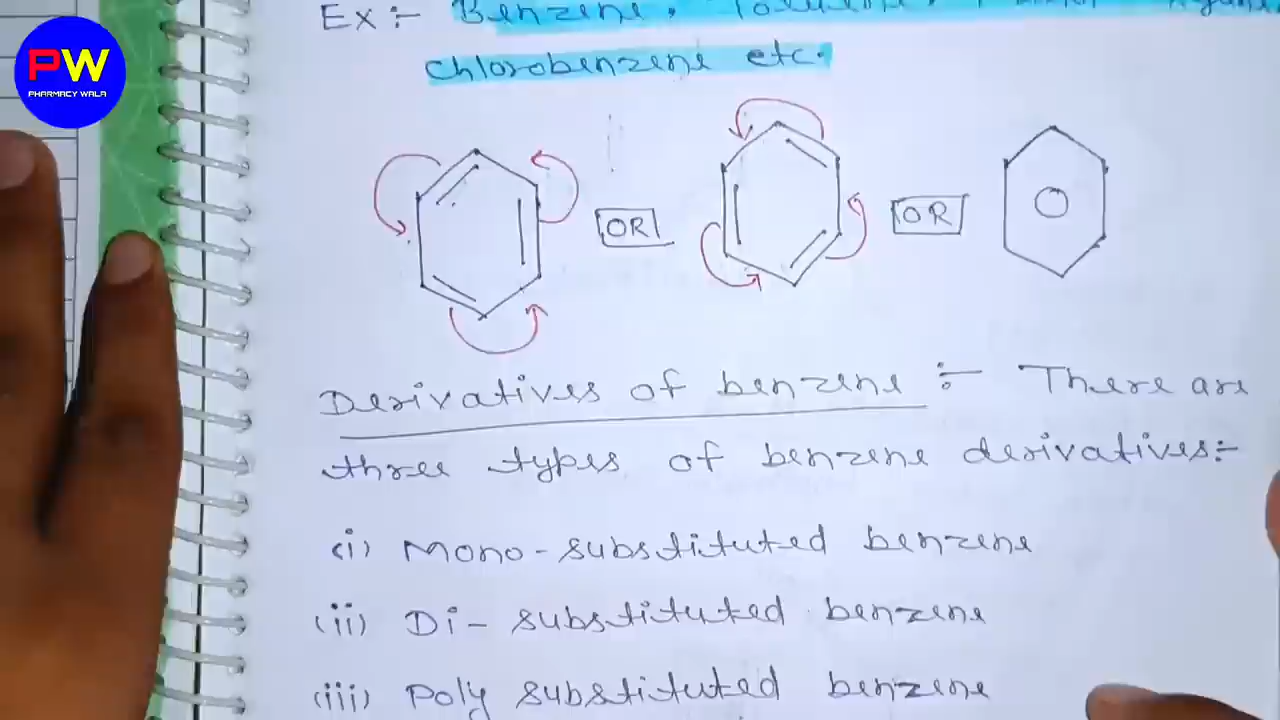 PW
PHARMACY WALA
Ex :- Benzene, Toluene,
chlorobenzene etc.
OR
OR
Derivatives of benzene :- There are
three types of benzene derivatives:-
(i) Mono-substituted benzene
(ii) Di-substituted benzene
(iii) Poly substituted benzene